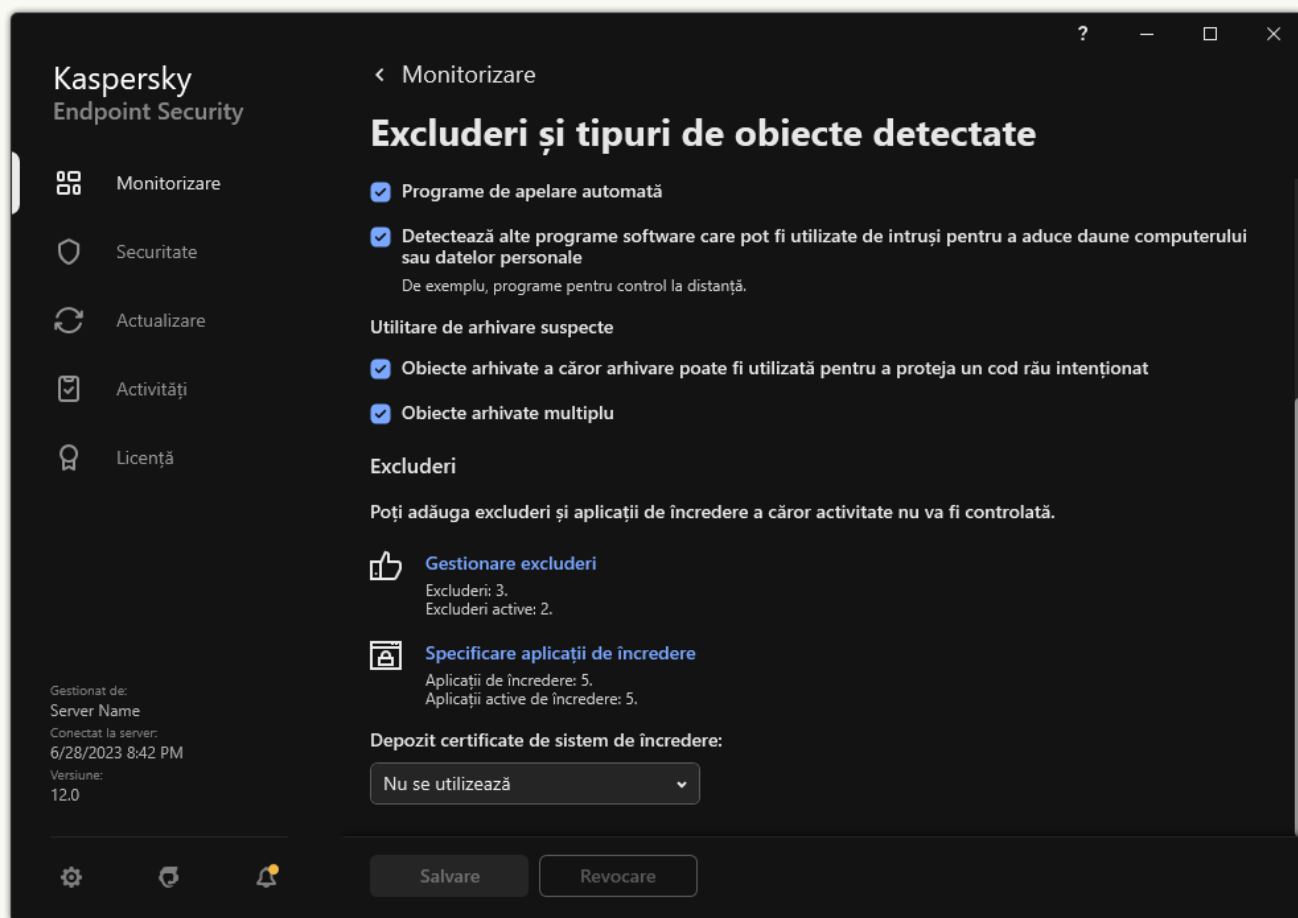 ?
Kaspersky
Endpoint Security
Monitorizare
Securitate
Actualizare
Activități
Licență
Gestionat de:
Server Name
Conectat la server:
6/28/2023 8:42 PM
Versiune:
12.0
Monitorizare
Excluderi și tipuri de obiecte detectate
Programe de apelare automată
Detectează alte programe software care pot fi utilizate de intruși pentru a aduce daune computerului
sau datelor personale
De exemplu, programe pentru control la distanță.
Utilitare de arhivare suspecte
Obiecte arhivate a căror arhivare poate fi utilizată pentru a proteja un cod rău intenționat
Obiecte arhivate multiplu
Excluderi
Poți adăuga excluderi și aplicații de încredere a căror activitate nu va fi controlată.
Gestionare excluderi
Excluderi: 3.
Excluderi active: 2.
Specificare aplicații de încredere
Aplicații de încredere: 5.
Aplicații active de încredere: 5.
Depozit certificate de sistem de încredere:
Nu se utilizează
Salvare
Revocare